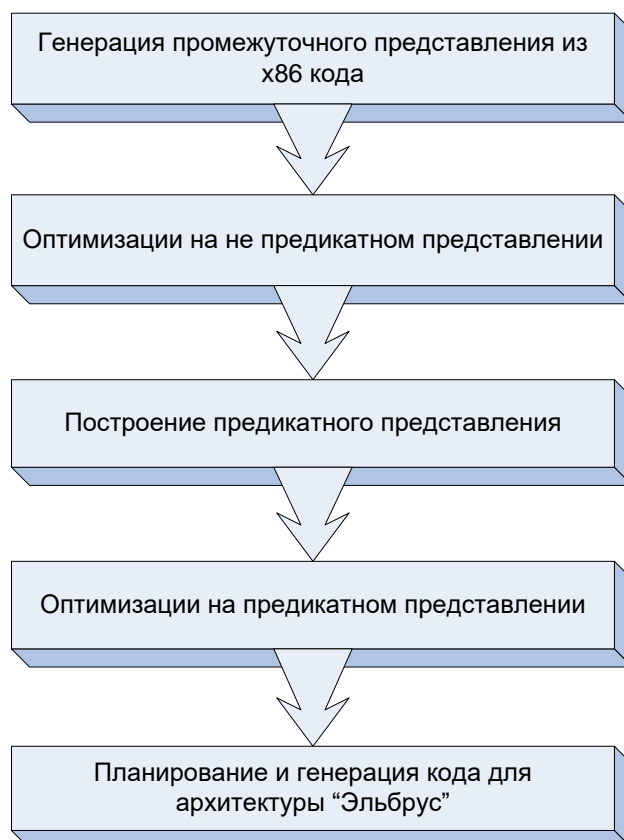 Генерация промежуточного представления из
x86 кода
Оптимизации на не предикатном представлении
Построение предикатного представления
Оптимизации на предикатном представлении
Планирование и генерация кода для
архитектуры “Эльбрус”